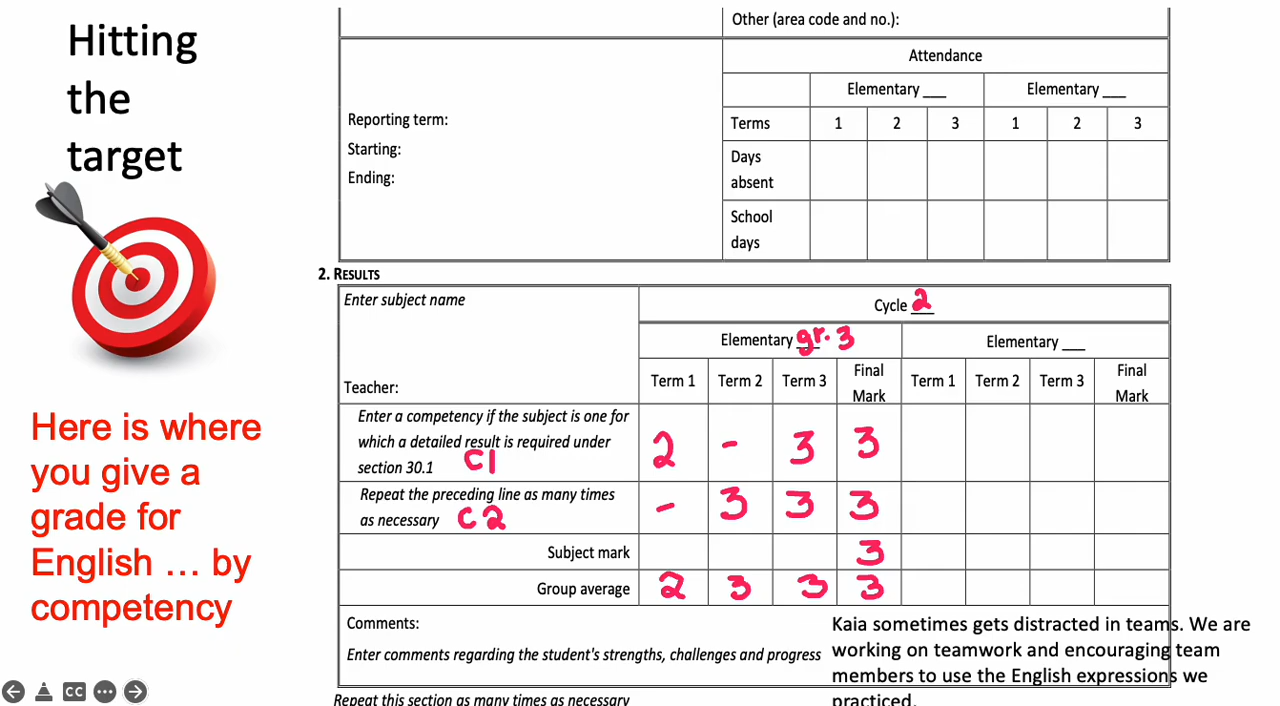 Hitting
the
target
Here is where
you give a
grade for
English … by
competency
Other (area code and no.):
Attendance
Elementary ___ Elementary ___
Reporting term:
Starting:
Ending:
Terms 1 2 3 1 2 3
Days
absent
School
days
2. RESULTS
Enter subject name
Cycle 2
Elementary gr. 3 Elementary ___
Teacher:
Term 1 Term 2 Term 3 Final Mark Term 1 Term 2 Term 3 Final Mark
Enter a competency if the subject is one for
which a detailed result is required under
section 30.1 C1 2 - 3 3
Repeat the preceding line as many times
as necessary C2 - 3 3 3
Subject mark 3
Group average 2 3 3 3
Comments:
Enter comments regarding the student's strengths, challenges and progress
Kaia sometimes gets distracted in teams. We are
working on teamwork and encouraging team
members to use the English expressions we
practiced.
Repeat this section as many times as necessary
CC